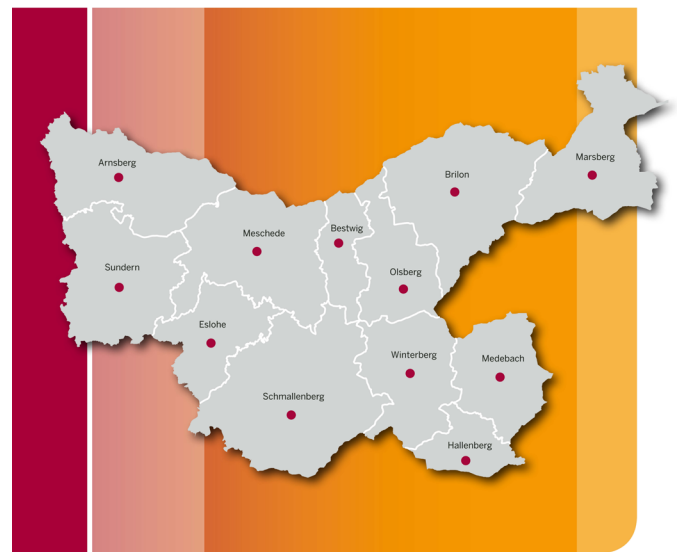 Arnsberg
Marsberg
Brilon
Bestwig
Meschede
Sundern
Olsberg
Eslohe
Winterberg
Medebach
Schmallenberg
Hallenberg